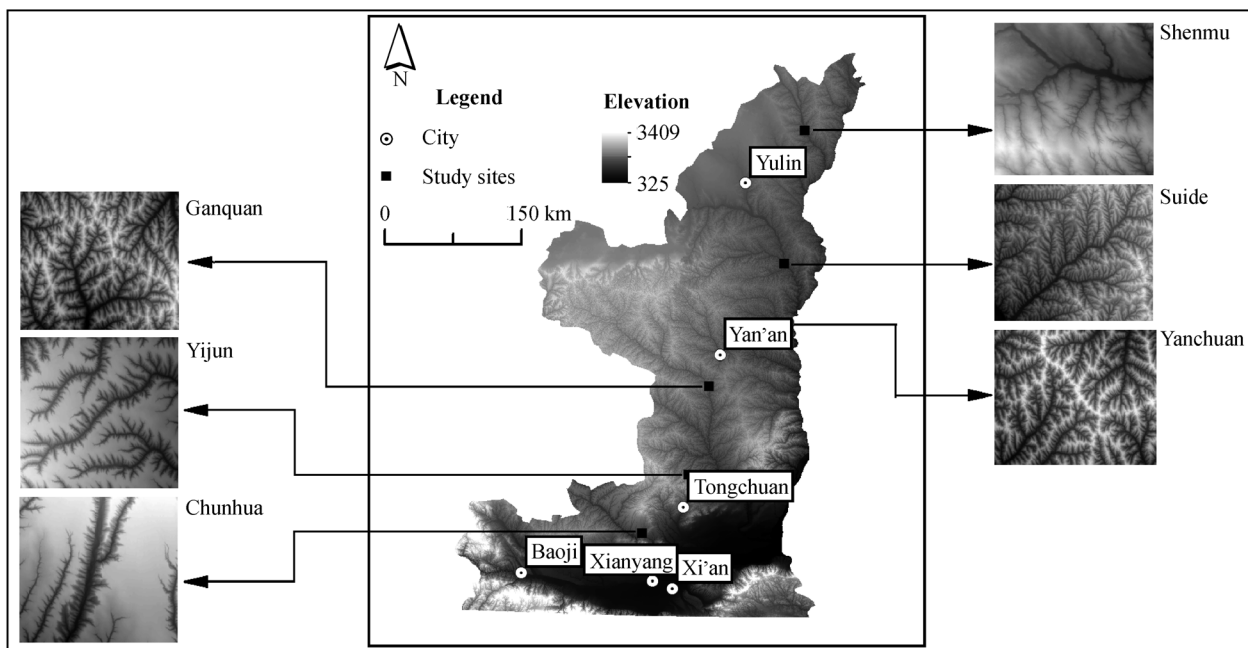 N
Legend
City
Study sites
0
150 km
Elevation
3409
325
Yulin
Yan’an
Tongchuan
Baoji
Xianyang
Xi’an
Ganquan
Yijun
Chunhua
Shenmu
Suide
Yanchuan